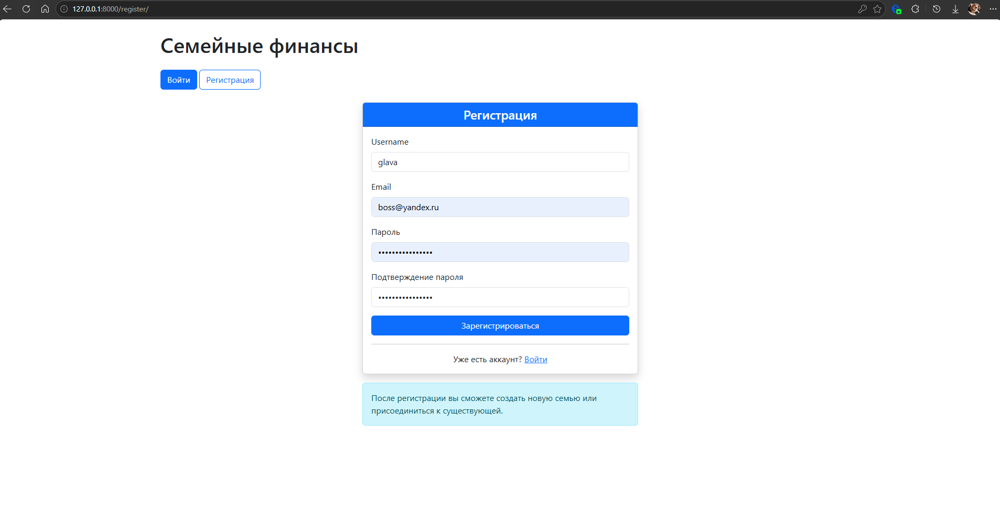 127.0.0.1:8000/register/
Семейные финансы
Войти Регистрация
Регистрация
Username
glava
Email
boss@yandex.ru
Пароль
••••••••••••••••
Подтверждение пароля
••••••••••••••••
Зарегистрироваться
Уже есть аккаунт? Войти
После регистрации вы сможете создать новую семью или
присоединиться к существующей.